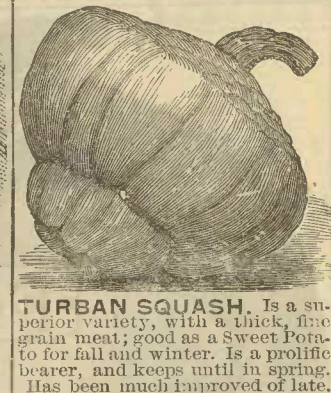 TURBAN SQUASH. Is a su-
perior variety, with a thick, fine
grain meat; good as a Sweet Pota-
to for fall and winter. Is a prolific
bearer, and keeps until in spring.
Has been much improved of late.